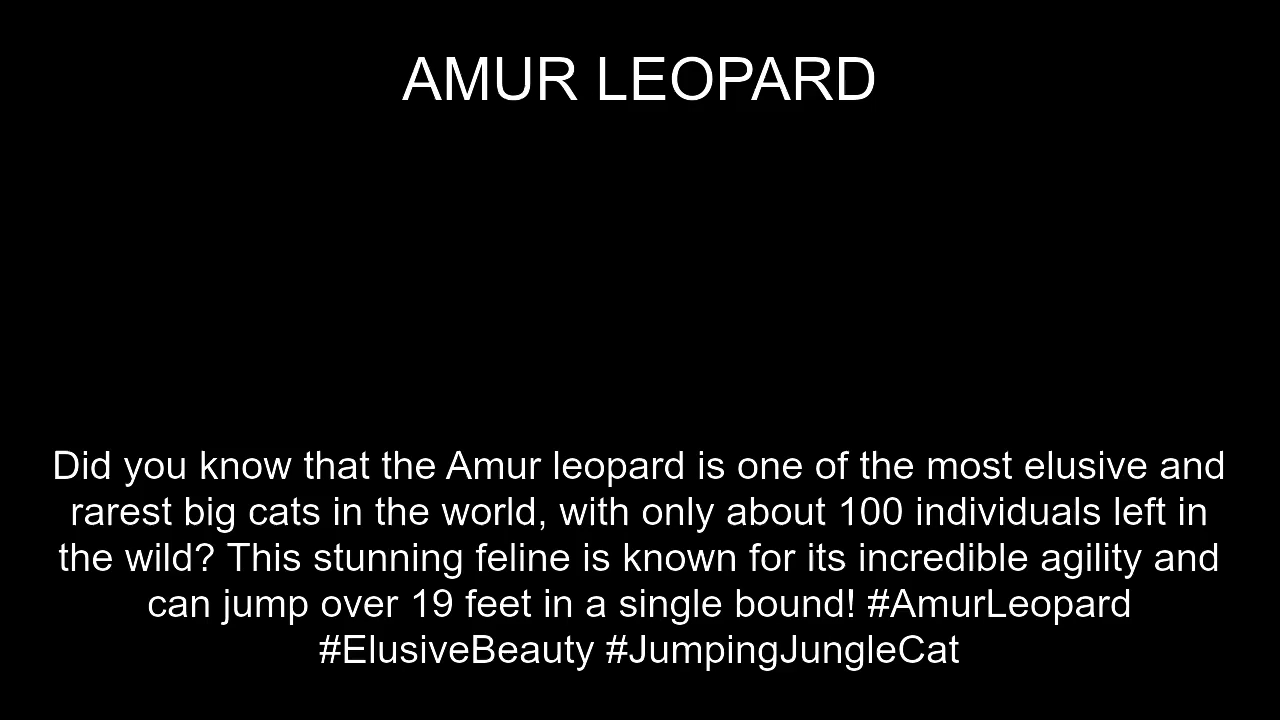 AMUR LEOPARD
Did you know that the Amur leopard is one of the most elusive and
rarest big cats in the world, with only about 100 individuals left in
the wild? This stunning feline is known for its incredible agility and
can jump over 19 feet in a single bound! #AmurLeopard
#ElusiveBeauty #JumpingJungleCat